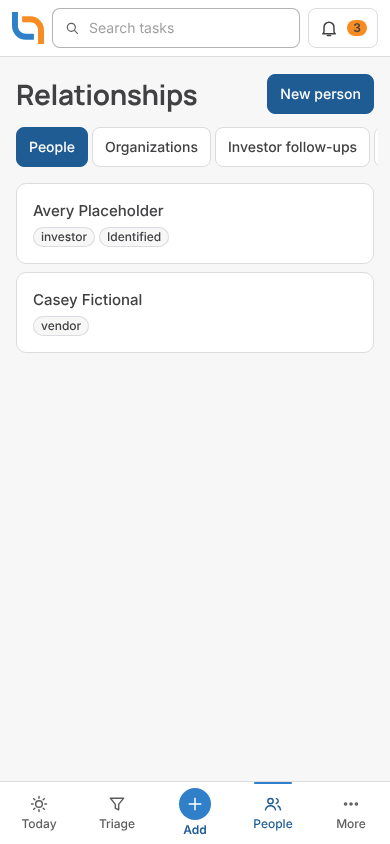 Search tasks
3
Relationships
New person
People
Organizations
Investor follow-ups
Avery Placeholder
investor
Identified
Casey Fictional
vendor
Today
Triage
Add
People
More